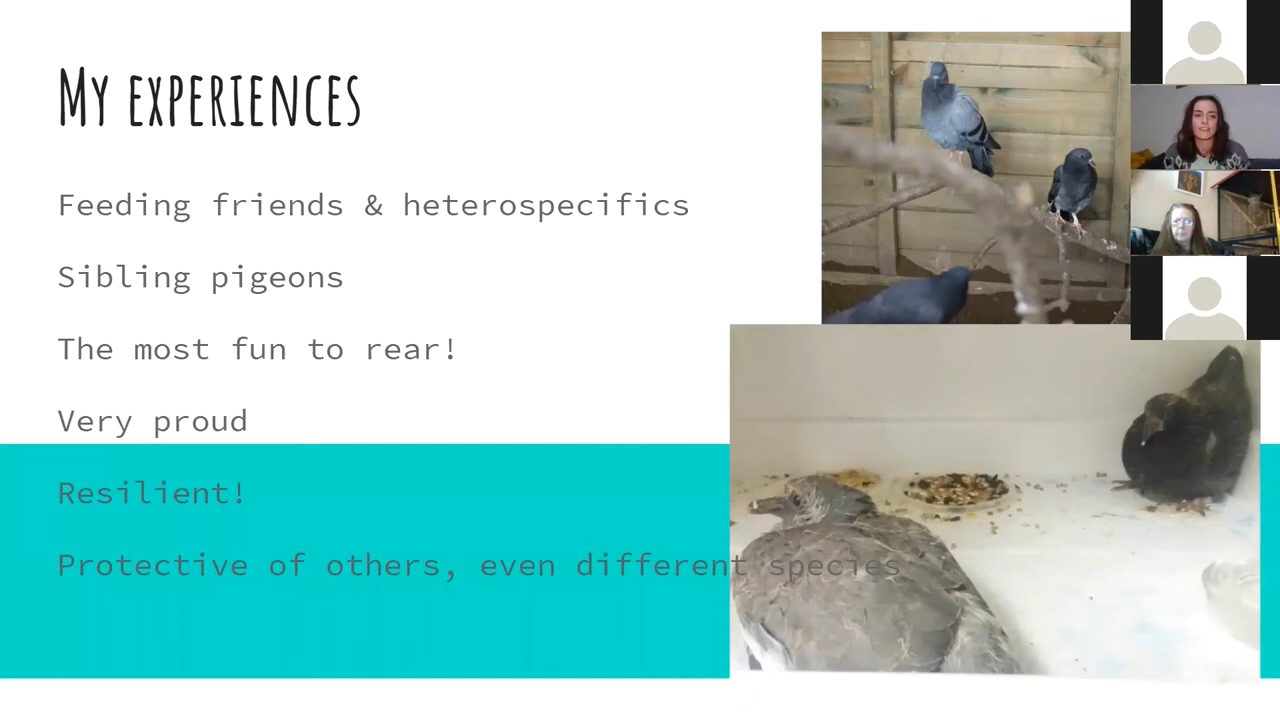 My experiences
Feeding friends & heterospecifics
Sibling pigeons
The most fun to rear!
Very proud
Resilient!
Protective of others, even different species